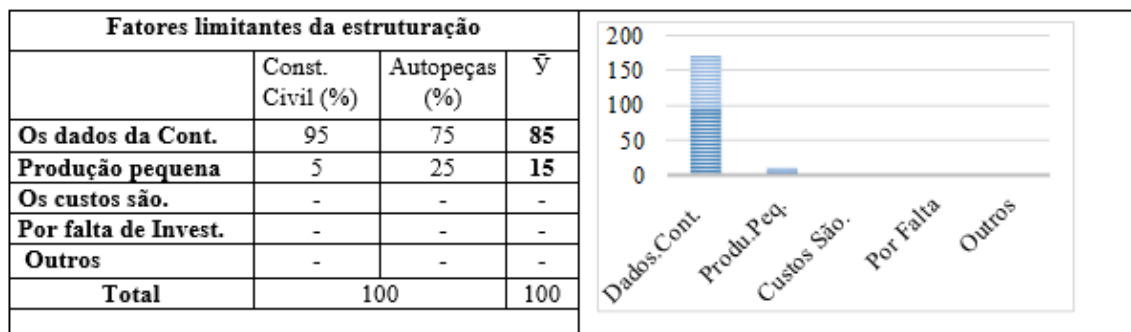 Fatores limitantes da estruturação
Const. Civil (%) Autopeças (%) ȳ
Os dados da Cont. 95 75 85
Produção pequena 5 25 15
Os custos são. - - -
Por falta de Invest. - - -
Outros - - -
Total 100 100
200
150
100
50
0
Dados.Cont. Produ.Peq. Custos São. Por Falta Outros